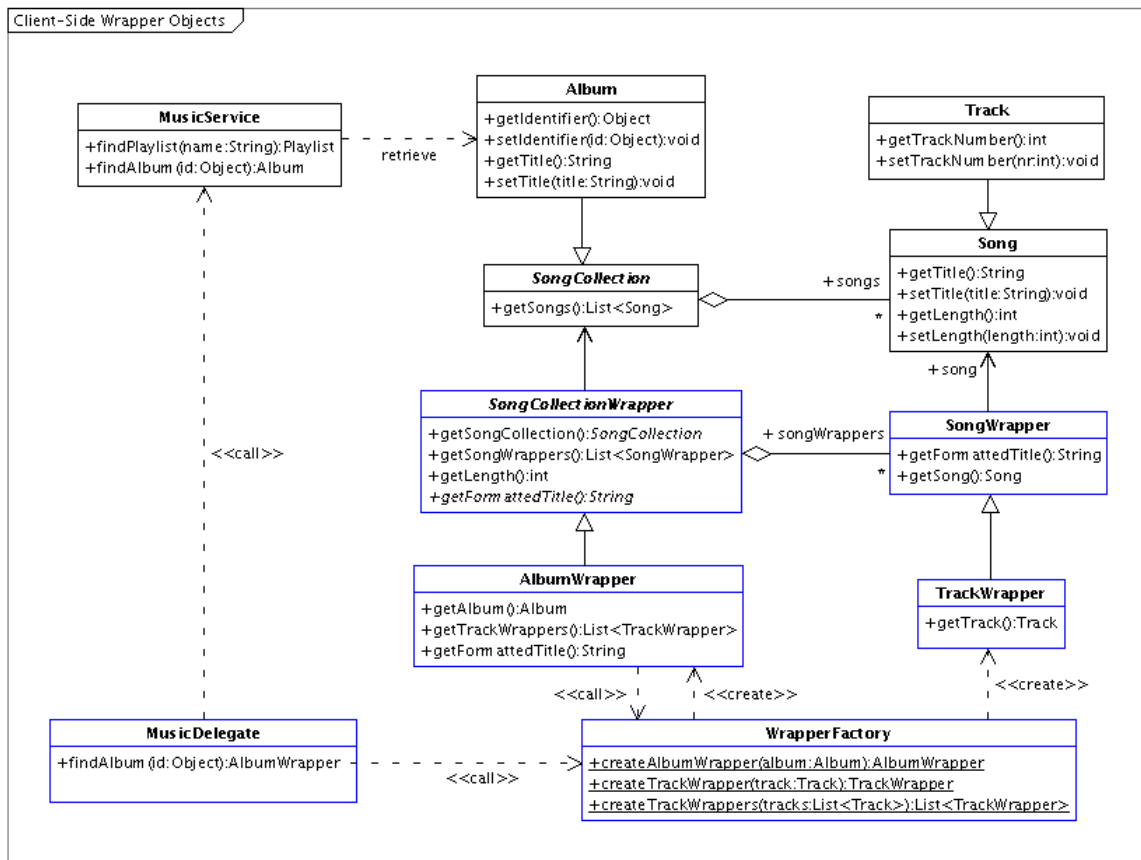 Client-Side Wrapper Objects
MusicService
+findPlaylist(name:String):Playlist
+findAlbum(id:Object):Album
retrieve
Album
+getIdentifier():Object
+setIdentifier(id:Object):void
+getTitle():String
+setTitle(title:String):void
Track
+getTrackNumber():int
+setTrackNumber(nr:int):void
SongCollection
+getSongs():List<Song>
+songs
*
Song
+getTitle():String
+setTitle(title:String):void
+getLength():int
+setLength(length:int):void
+song
<<call>>
SongCollectionWrapper
+getSongCollection():SongCollection
+getSongWrappers():List<SongWrapper>
+getLength():int
+getFormattedTitle():String
+songWrappers
*
SongWrapper
+getFormattedTitle():String
+getSong():Song
AlbumWrapper
+getAlbum():Album
+getTrackWrappers():List<TrackWrapper>
+getFormattedTitle():String
TrackWrapper
+getTrack():Track
<<call>>
<<create>>
<<create>>
MusicDelegate
+findAlbum(id:Object):AlbumWrapper
<<call>>
WrapperFactory
+createAlbumWrapper(album:Album):AlbumWrapper
+createTrackWrapper(track:Track):TrackWrapper
+createTrackWrappers(tracks:List<Track>):List<TrackWrapper>